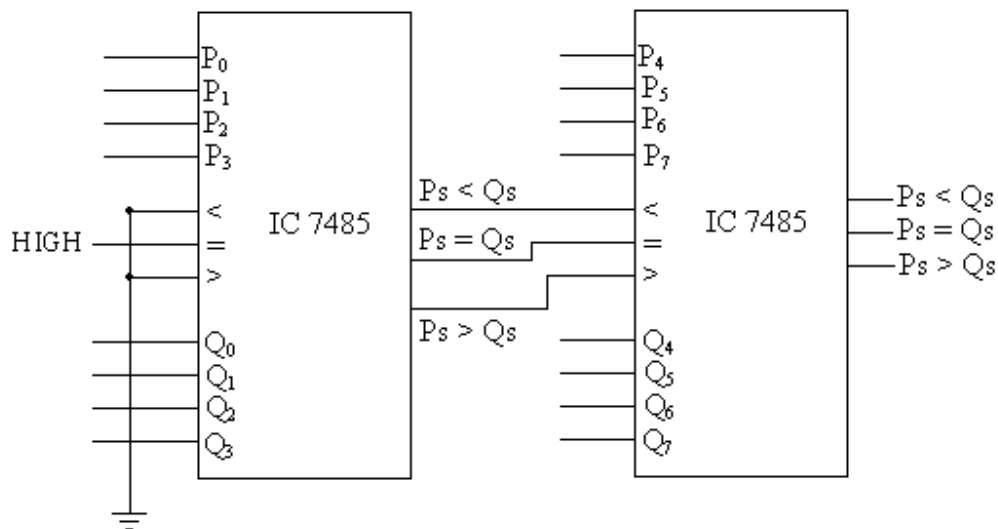 P₀
P₁
P₂
P₃
<
HIGH
=
>
IC 7485
Q₀
Q₁
Q₂
Q₃
Ps < Qs
Ps = Qs
Ps > Qs
P₄
P₅
P₆
P₇
<
=
>
IC 7485
Q₄
Q₅
Q₆
Q₇
Ps < Qs
Ps = Qs
Ps > Qs